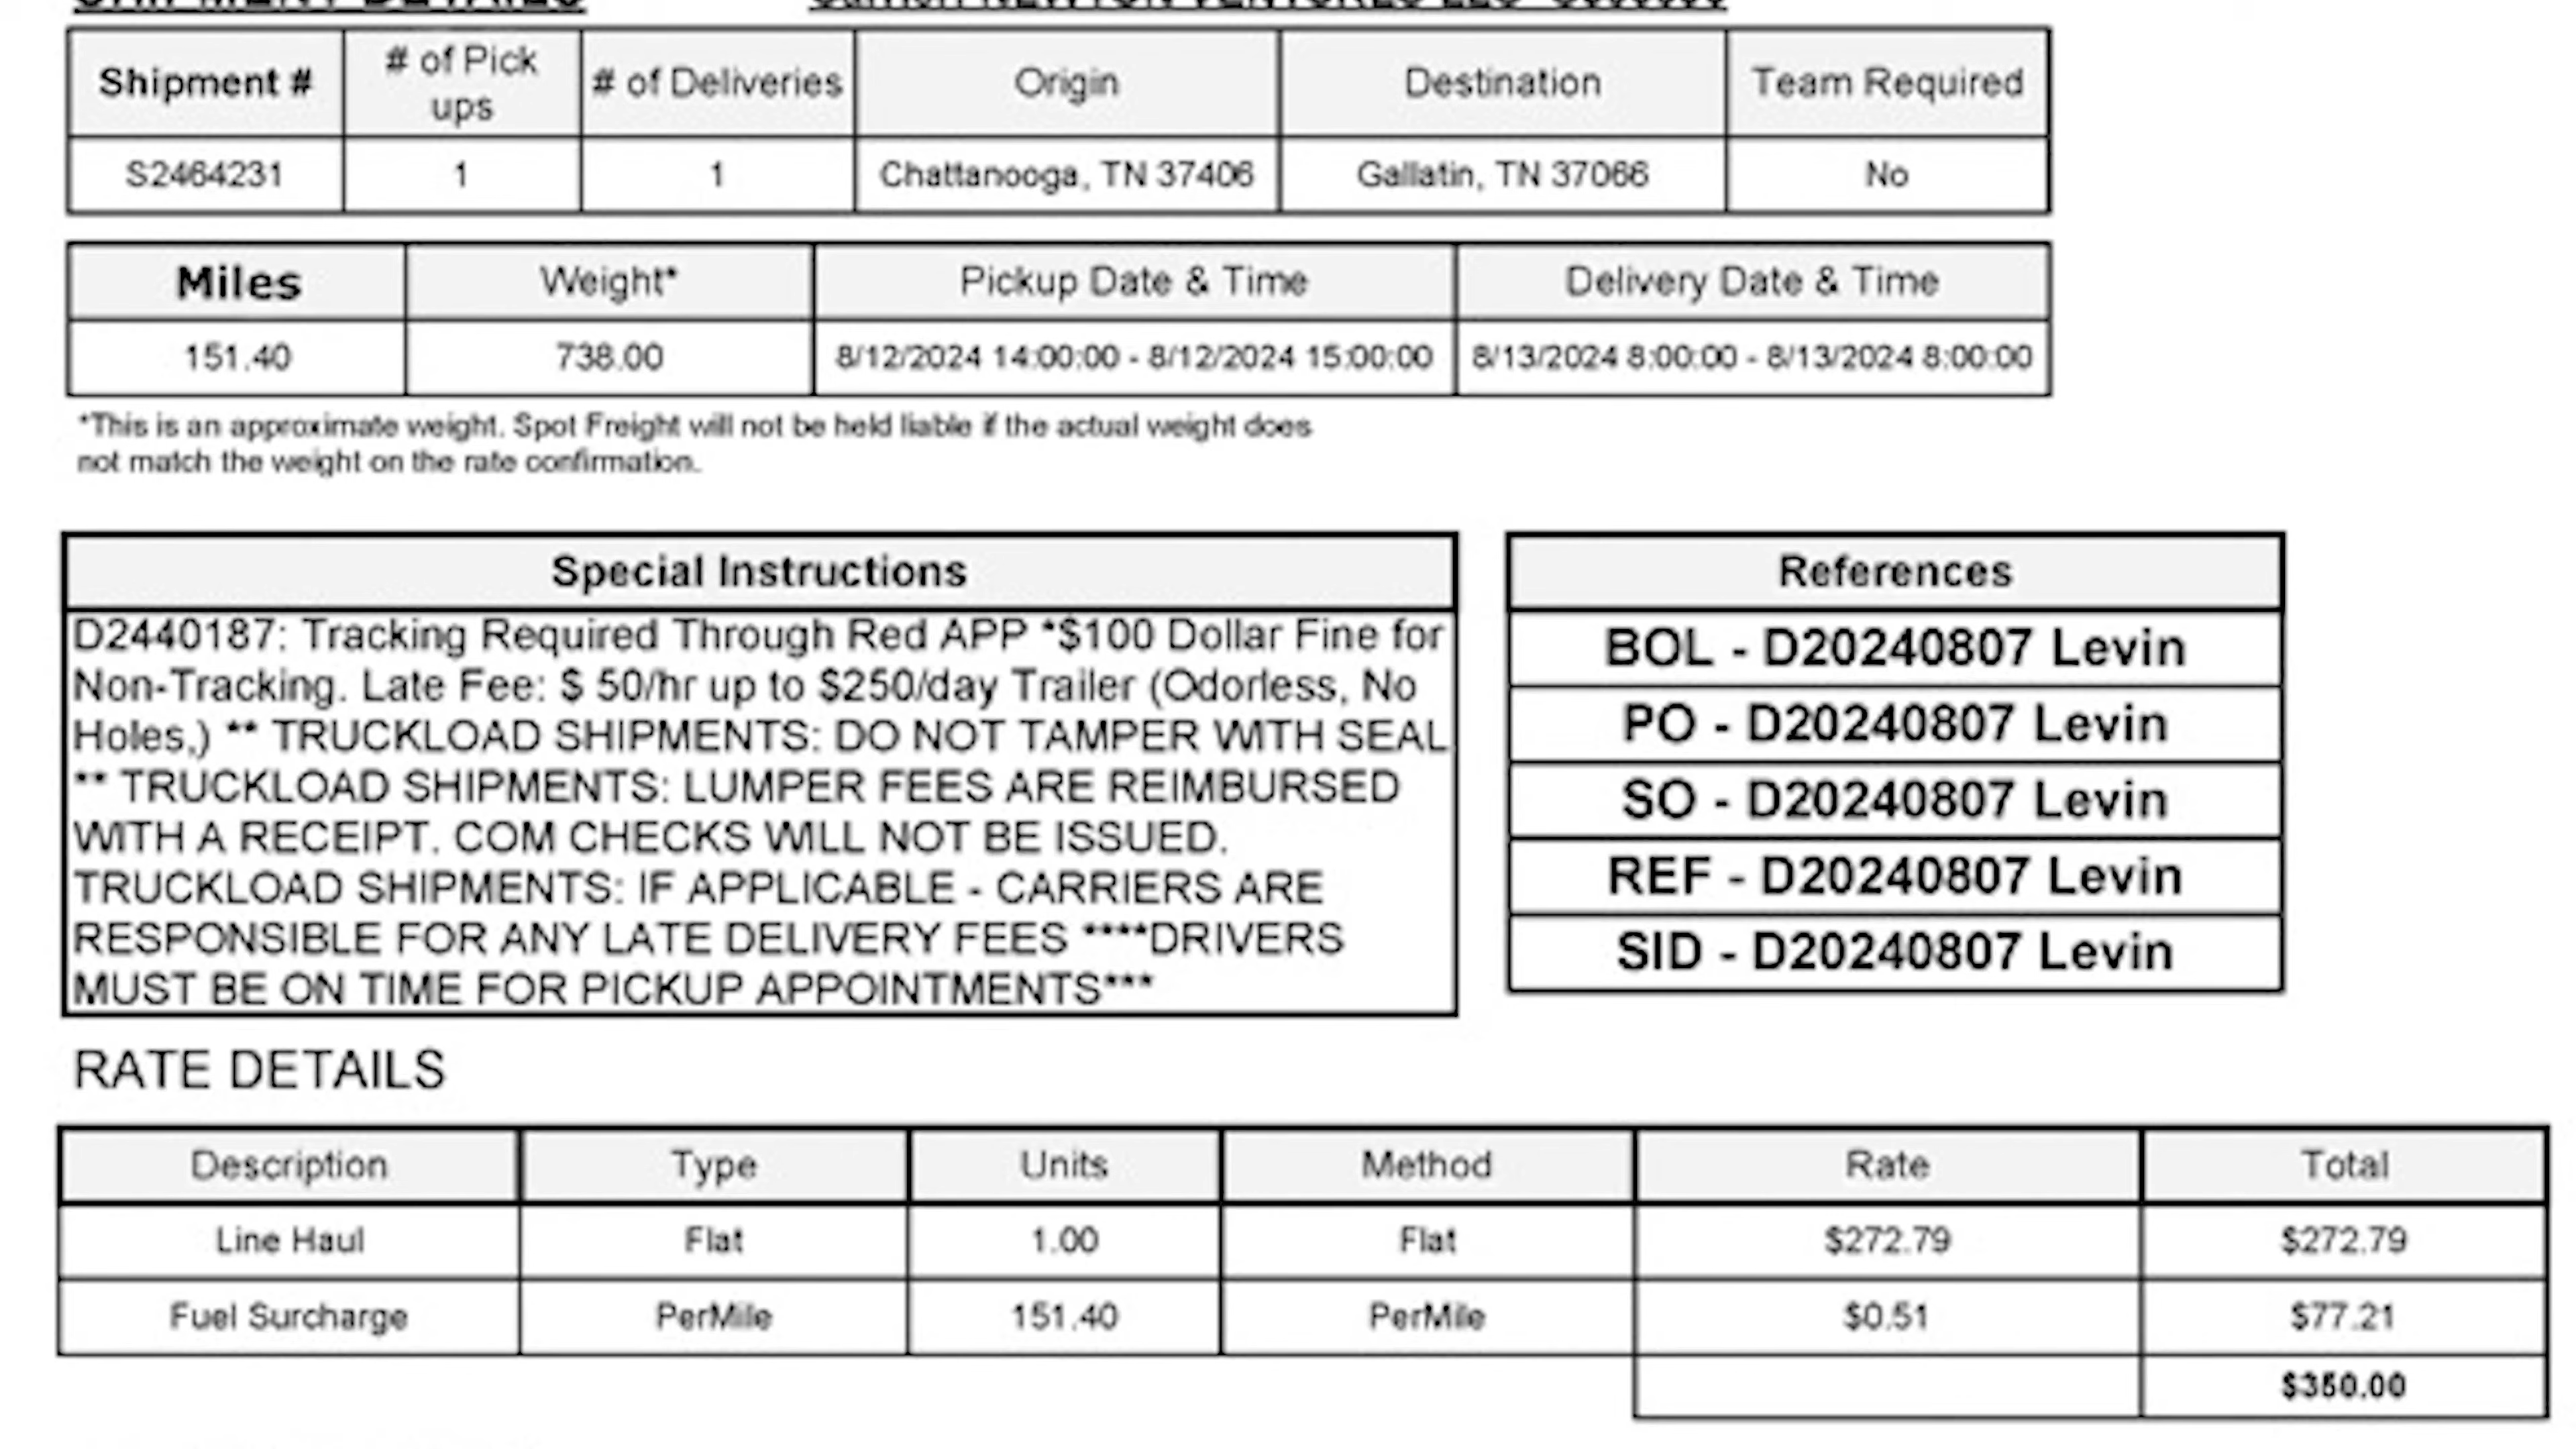 Shipment # # of Pick ups # of Deliveries Origin Destination Team Required
S2464231 1 1 Chattanooga, TN 37406 Gallatin, TN 37066 No
Miles Weight* Pickup Date & Time Delivery Date & Time
151.40 738.00 8/12/2024 14:00:00 - 8/12/2024 15:00:00 8/13/2024 8:00:00 - 8/13/2024 8:00:00
*This is an approximate weight. Spot Freight will not be held liable if the actual weight does
not match the weight on the rate confirmation.
Special Instructions
D2440187: Tracking Required Through Red APP *$100 Dollar Fine for
Non-Tracking. Late Fee: $ 50/hr up to $250/day Trailer (Odorless, No
Holes,) ** TRUCKLOAD SHIPMENTS: DO NOT TAMPER WITH SEAL
** TRUCKLOAD SHIPMENTS: LUMPER FEES ARE REIMBURSED
WITH A RECEIPT. COM CHECKS WILL NOT BE ISSUED.
TRUCKLOAD SHIPMENTS: IF APPLICABLE - CARRIERS ARE
RESPONSIBLE FOR ANY LATE DELIVERY FEES ****DRIVERS
MUST BE ON TIME FOR PICKUP APPOINTMENTS***
References
BOL - D20240807 Levin
PO - D20240807 Levin
SO - D20240807 Levin
REF - D20240807 Levin
SID - D20240807 Levin
RATE DETAILS
Description Type Units Method Rate Total
Line Haul Flat 1.00 Flat $272.79 $272.79
Fuel Surcharge PerMile 151.40 PerMile $0.51 $77.21
$350.00